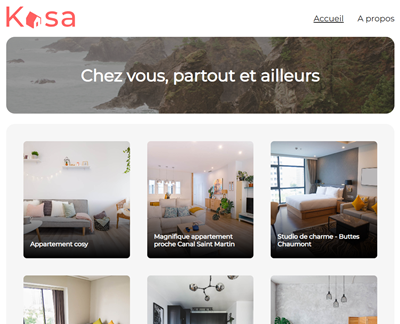 Kasa
Accueil
A propos
Chez vous, partout et ailleurs
Appartement cosy
Magnifique appartement
proche Canal Saint Martin
Studio de charme - Buttes
Chaumont